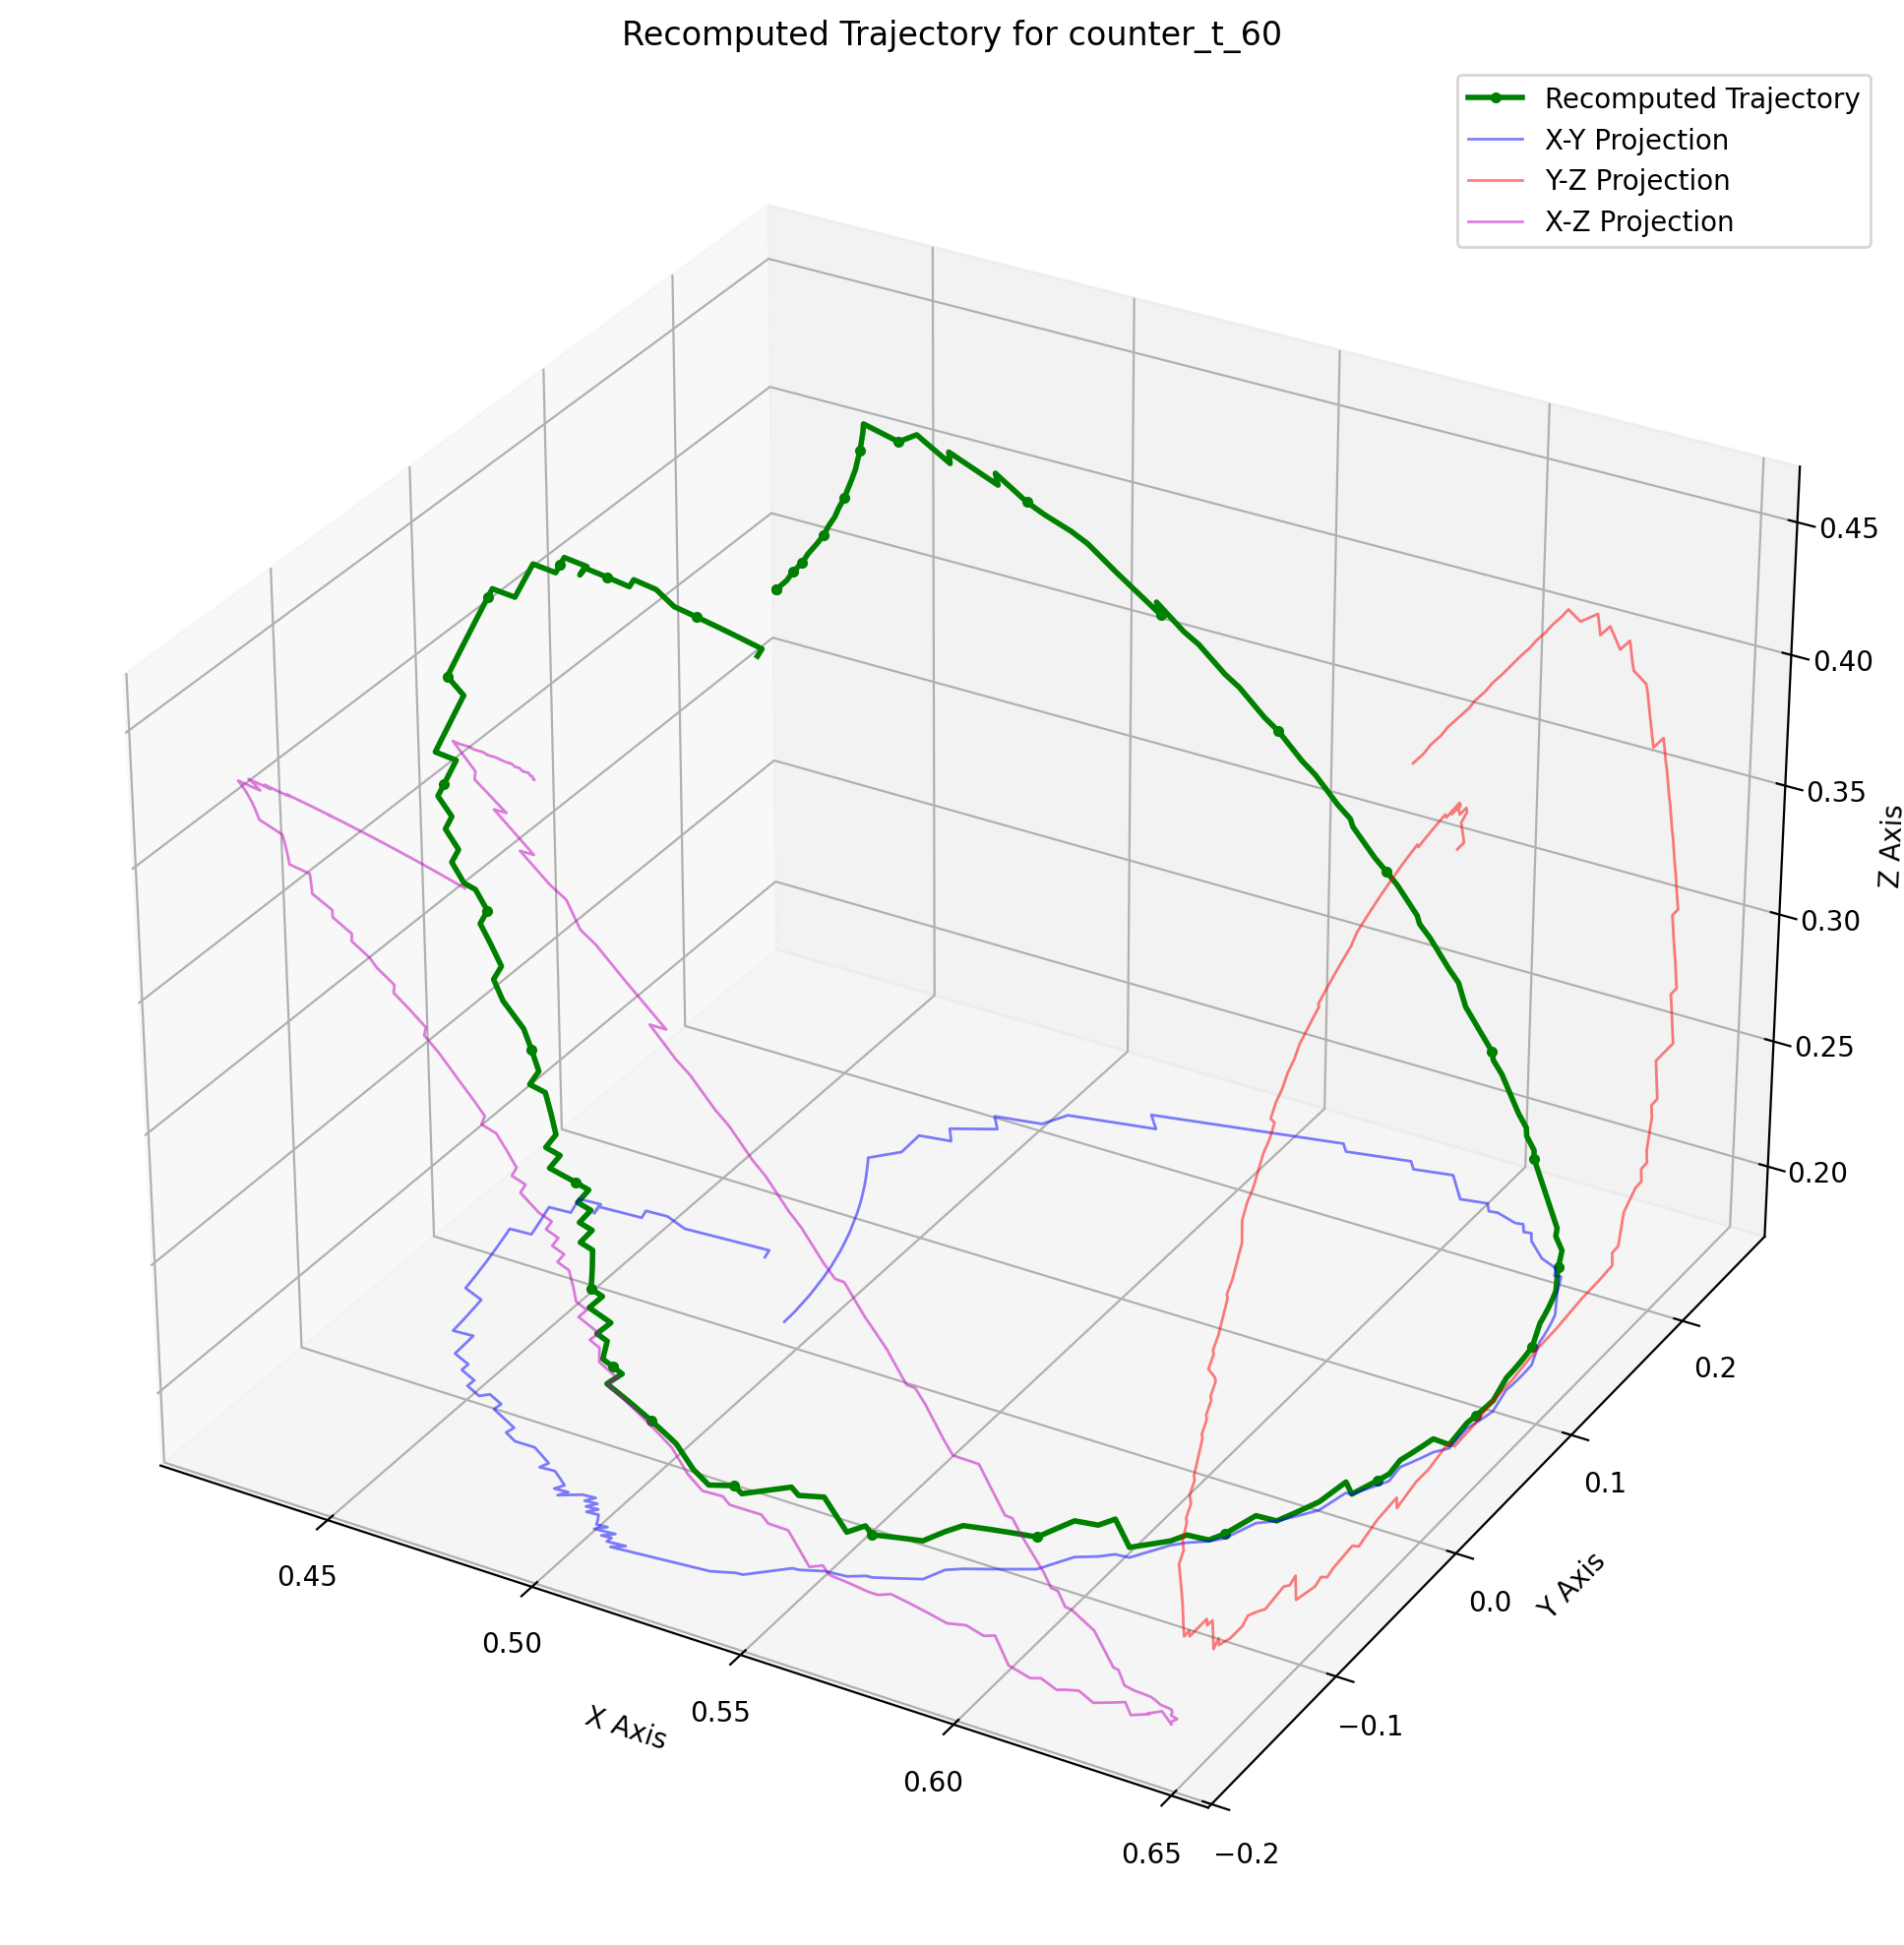 Recomputed Trajectory for counter_t_60
Recomputed Trajectory
X-Y Projection
Y-Z Projection
X-Z Projection
0.45
0.40
0.35
0.30
0.25
0.20
Z Axis
0.2
0.1
0.0
−0.1
−0.2
Y Axis
0.45
0.50
0.55
0.60
0.65
X Axis